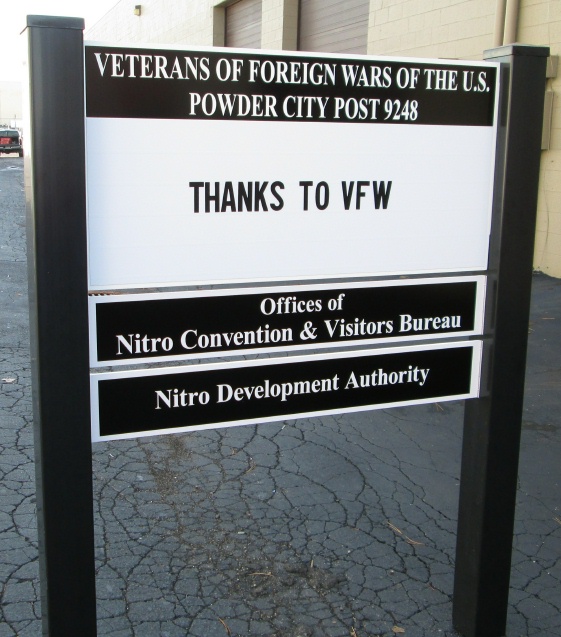 VETERANS OF FOREIGN WARS OF THE U.S.
POWDER CITY POST 9248
THANKS TO VFW
Offices of
Nitro Convention & Visitors Bureau
Nitro Development Authority